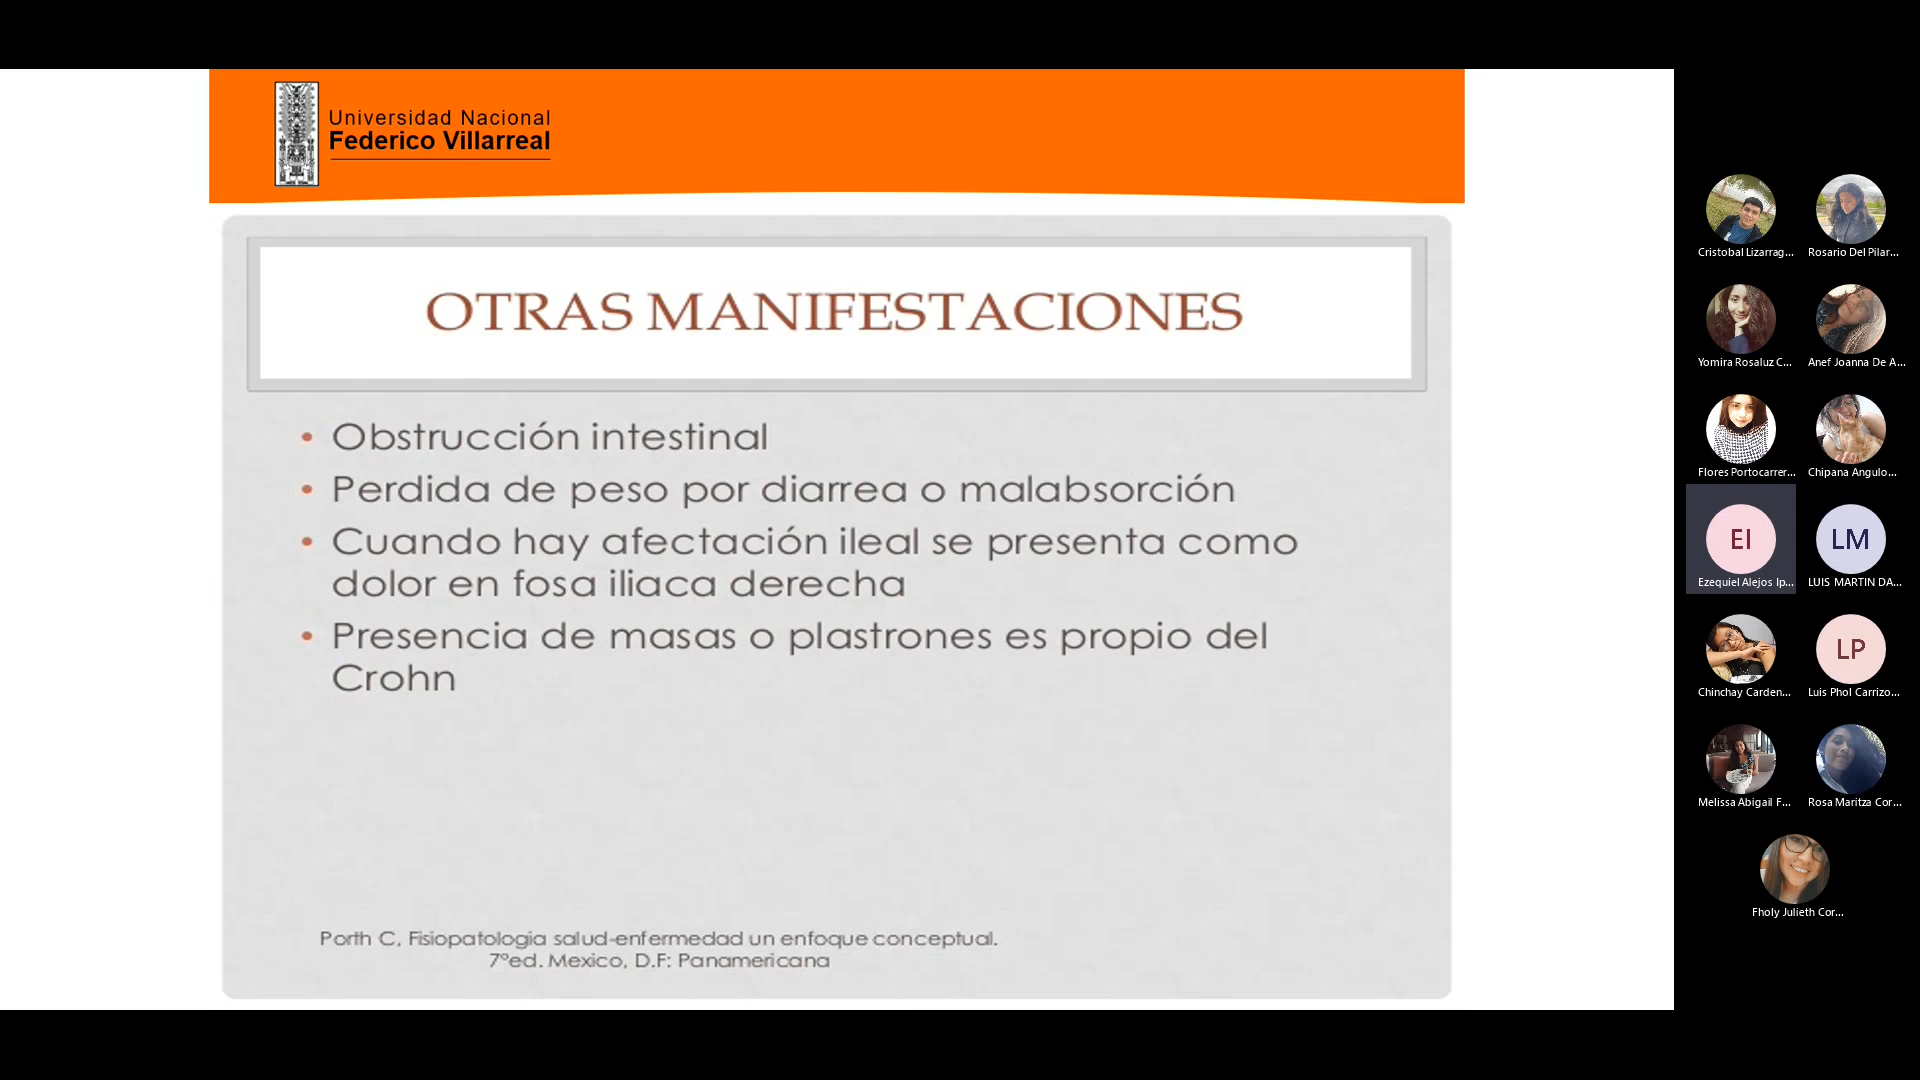 Universidad Nacional
Federico Villarreal
OTRAS MANIFESTACIONES
• Obstrucción intestinal
• Perdida de peso por diarrea o malabsorción
• Cuando hay afectación ileal se presenta como
dolor en fosa iliaca derecha
• Presencia de masas o plastrones es propio del
Crohn
Porth C, Fisiopatologia salud-enfermedad un enfoque conceptual.
7ºed. Mexico, D.F: Panamericana
Cristobal Lizarrag...
Rosario Del Pilar...
Yomira Rosaluz C...
Anef Joanna De A...
Flores Portocarrer...
Chipana Angulo...
EI
LM
Ezequiel Alejos Ip...
LUIS MARTIN DA...
LP
Chinchay Carden...
Luis Phol Carrizo...
Melissa Abigail F...
Rosa Maritza Cor...
Fholy Julieth Cor...